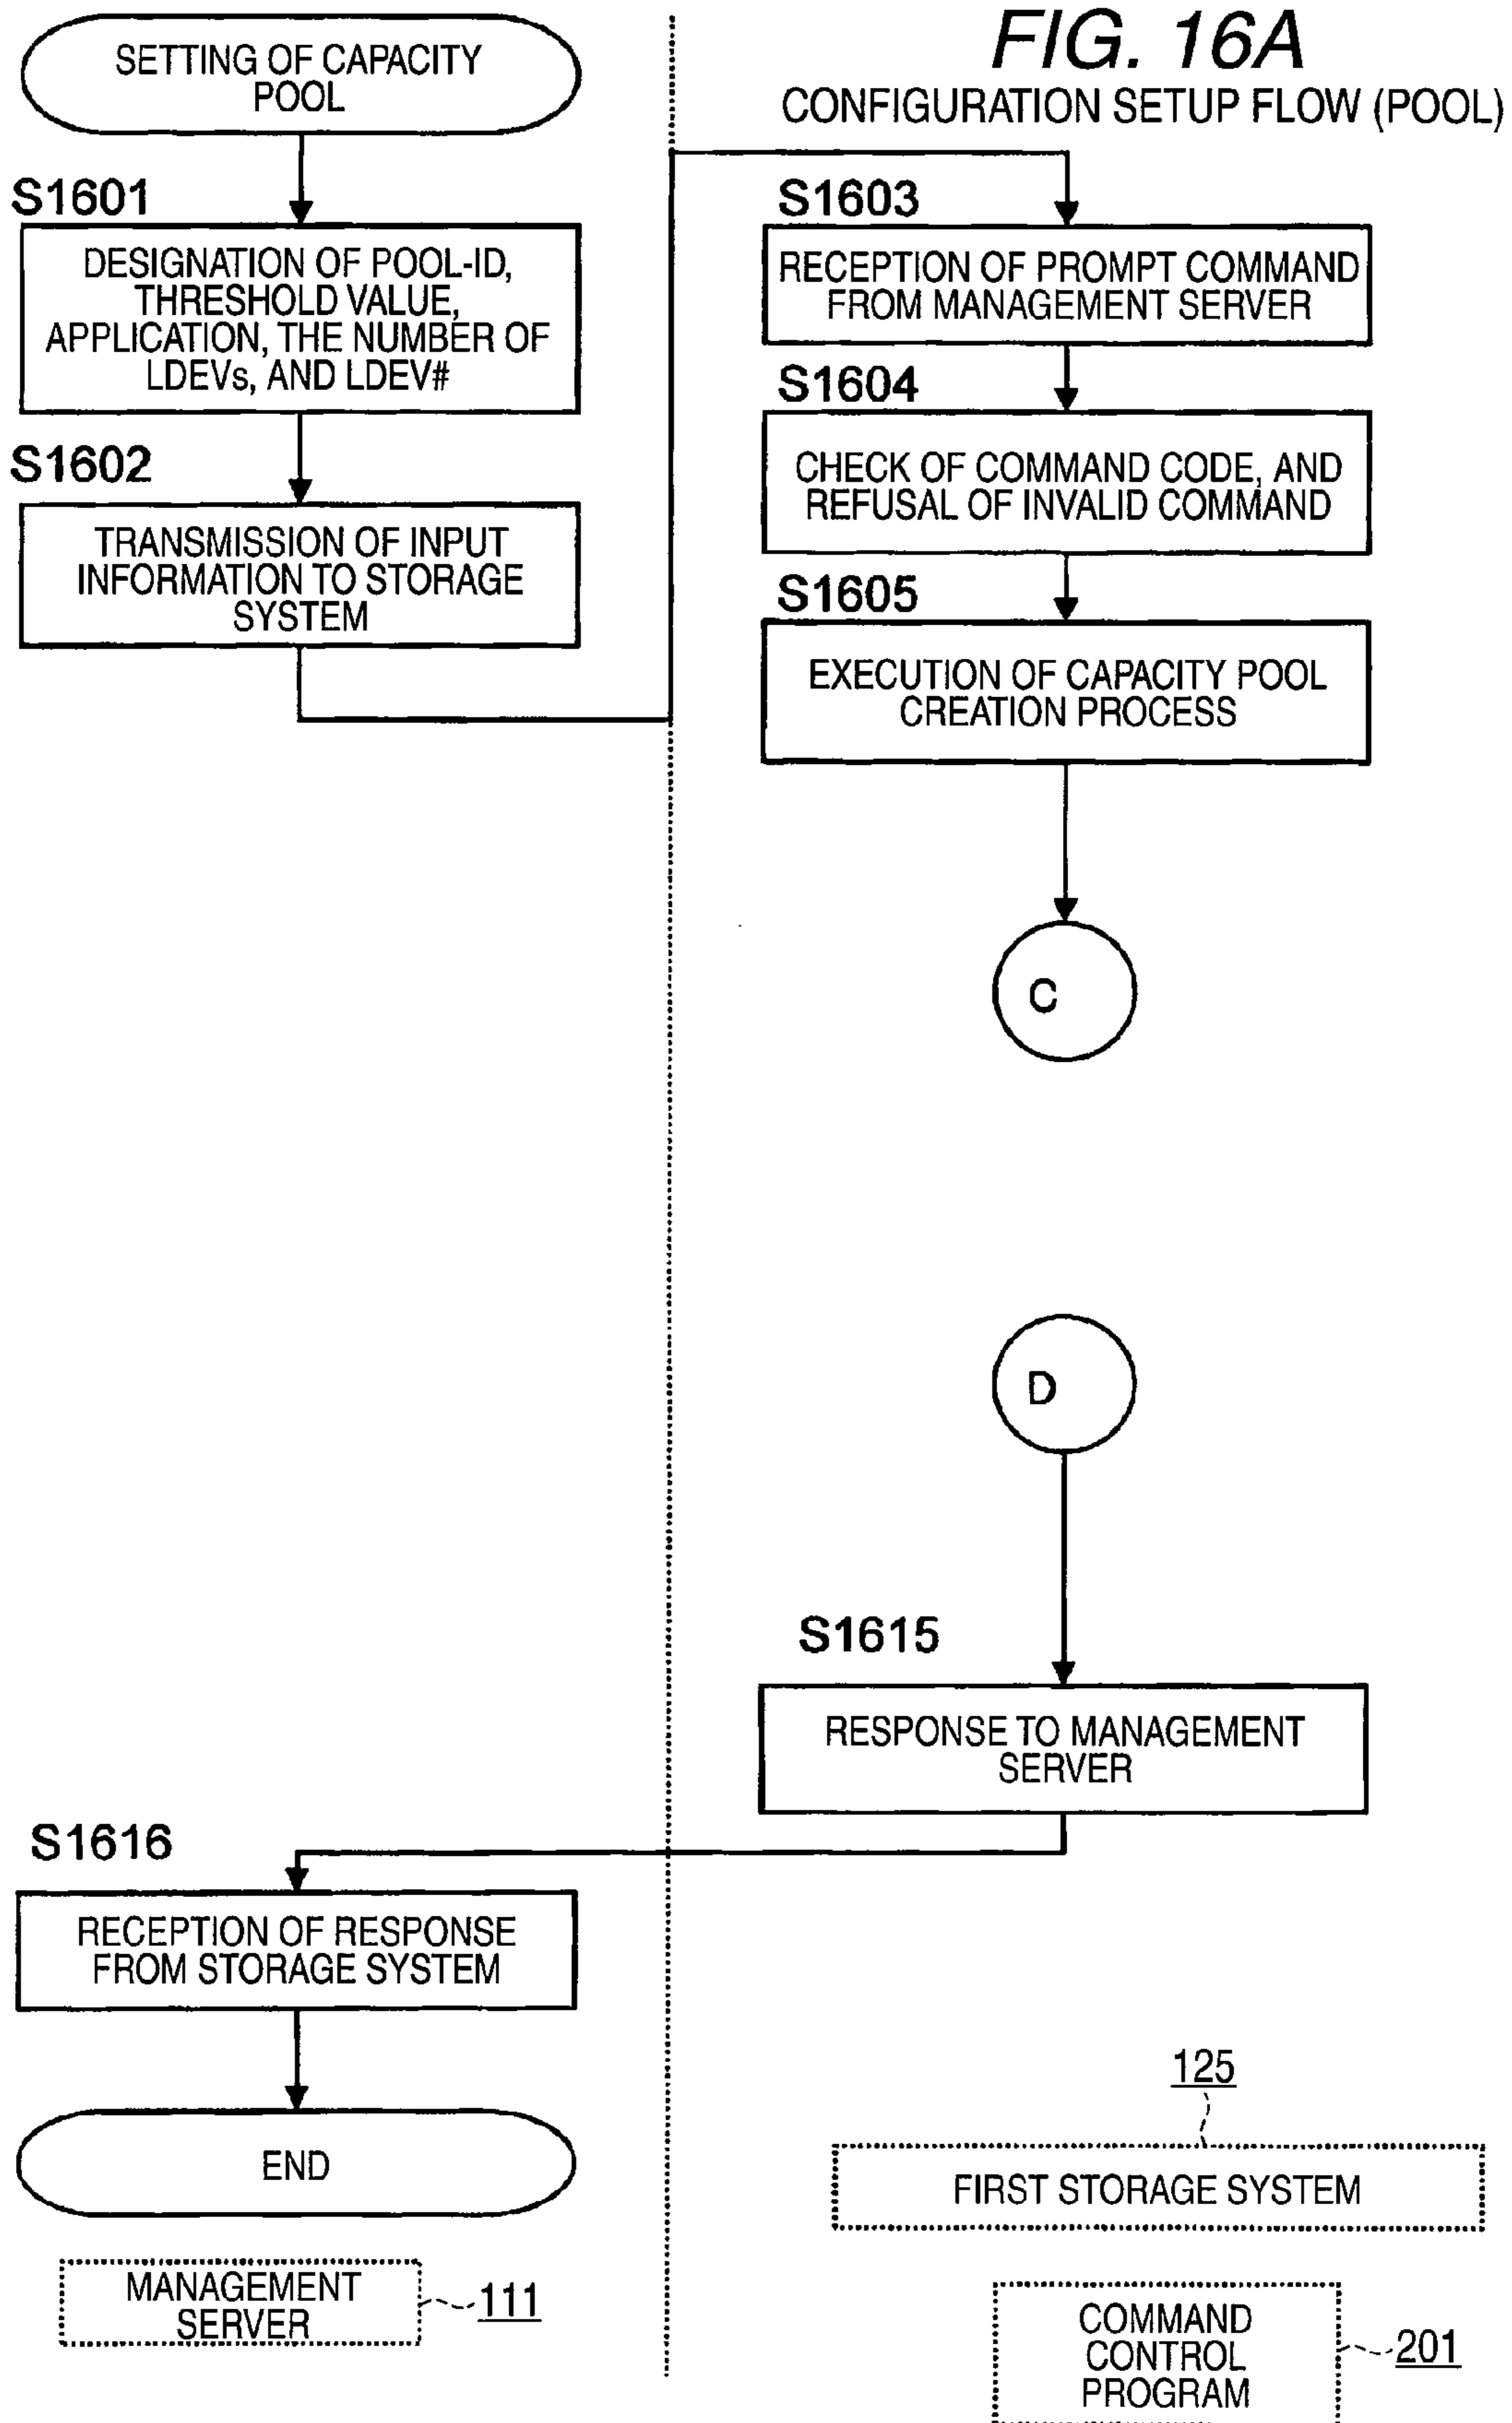 FIG. 16A
CONFIGURATION SETUP FLOW (POOL)
SETTING OF CAPACITY
POOL
S1601
DESIGNATION OF POOL-ID,
THRESHOLD VALUE,
APPLICATION, THE NUMBER OF
LDEVs, AND LDEV#
S1602
TRANSMISSION OF INPUT
INFORMATION TO STORAGE
SYSTEM
S1603
RECEPTION OF PROMPT COMMAND
FROM MANAGEMENT SERVER
S1604
CHECK OF COMMAND CODE, AND
REFUSAL OF INVALID COMMAND
S1605
EXECUTION OF CAPACITY POOL
CREATION PROCESS
C
D
S1615
RESPONSE TO MANAGEMENT
SERVER
S1616
RECEPTION OF RESPONSE
FROM STORAGE SYSTEM
END
MANAGEMENT
SERVER
111
125
FIRST STORAGE SYSTEM
COMMAND
CONTROL
PROGRAM
201